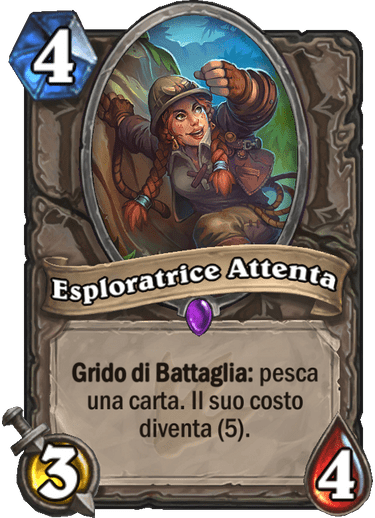 4
Esploratrice Attenta
Grido di Battaglia: pesca
una carta. Il suo costo
diventa (5).
3
4